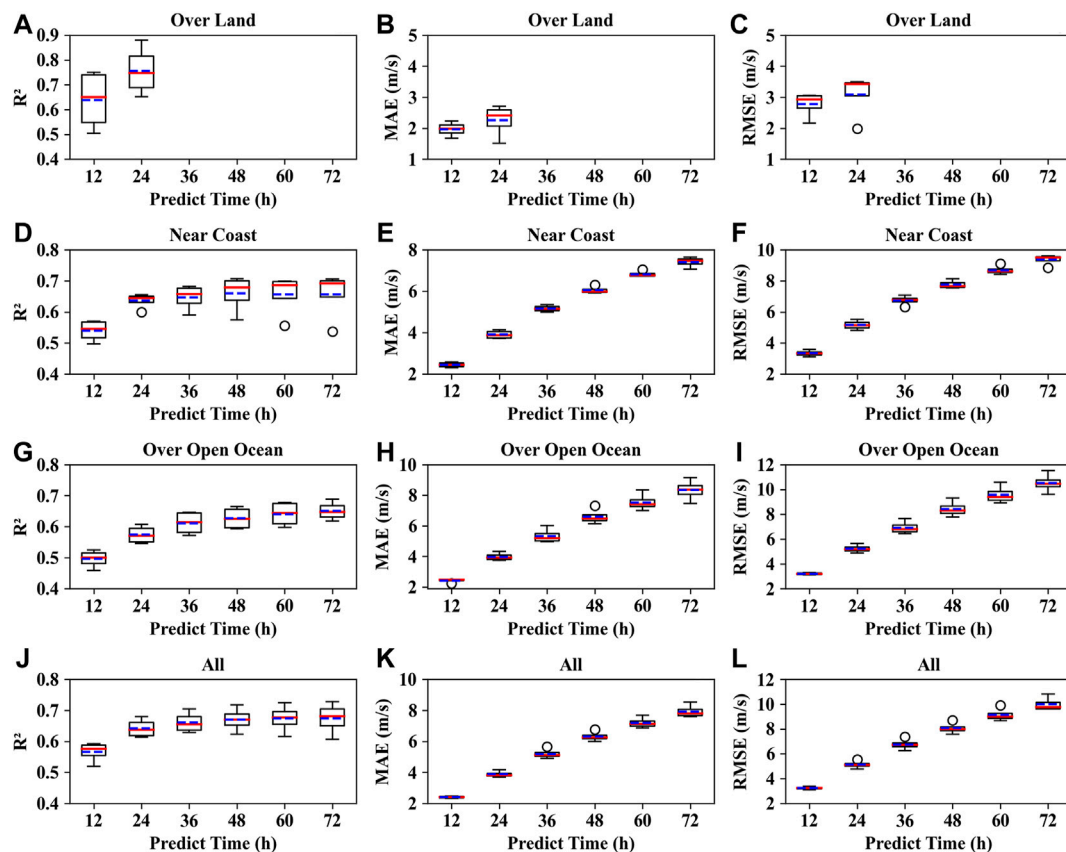 A Over Land
R²
0.9
0.8
0.7
0.6
0.5
0.4
12 24 36 48 60 72
Predict Time (h)
B Over Land
MAE (m/s)
5
4
3
2
1
12 24 36 48 60 72
Predict Time (h)
C Over Land
RMSE (m/s)
5
4
3
2
1
12 24 36 48 60 72
Predict Time (h)
D Near Coast
R²
0.8
0.7
0.6
0.5
0.4
12 24 36 48 60 72
Predict Time (h)
E Near Coast
MAE (m/s)
8
6
4
2
12 24 36 48 60 72
Predict Time (h)
F Near Coast
RMSE (m/s)
10
8
6
4
2
12 24 36 48 60 72
Predict Time (h)
G Over Open Ocean
R²
0.8
0.7
0.6
0.5
0.4
12 24 36 48 60 72
Predict Time (h)
H Over Open Ocean
MAE (m/s)
10
8
6
4
2
12 24 36 48 60 72
Predict Time (h)
I Over Open Ocean
RMSE (m/s)
12
10
8
6
4
2
12 24 36 48 60 72
Predict Time (h)
J All
R²
0.8
0.7
0.6
0.5
0.4
12 24 36 48 60 72
Predict Time (h)
K All
MAE (m/s)
10
8
6
4
2
12 24 36 48 60 72
Predict Time (h)
L All
RMSE (m/s)
12
10
8
6
4
2
12 24 36 48 60 72
Predict Time (h)